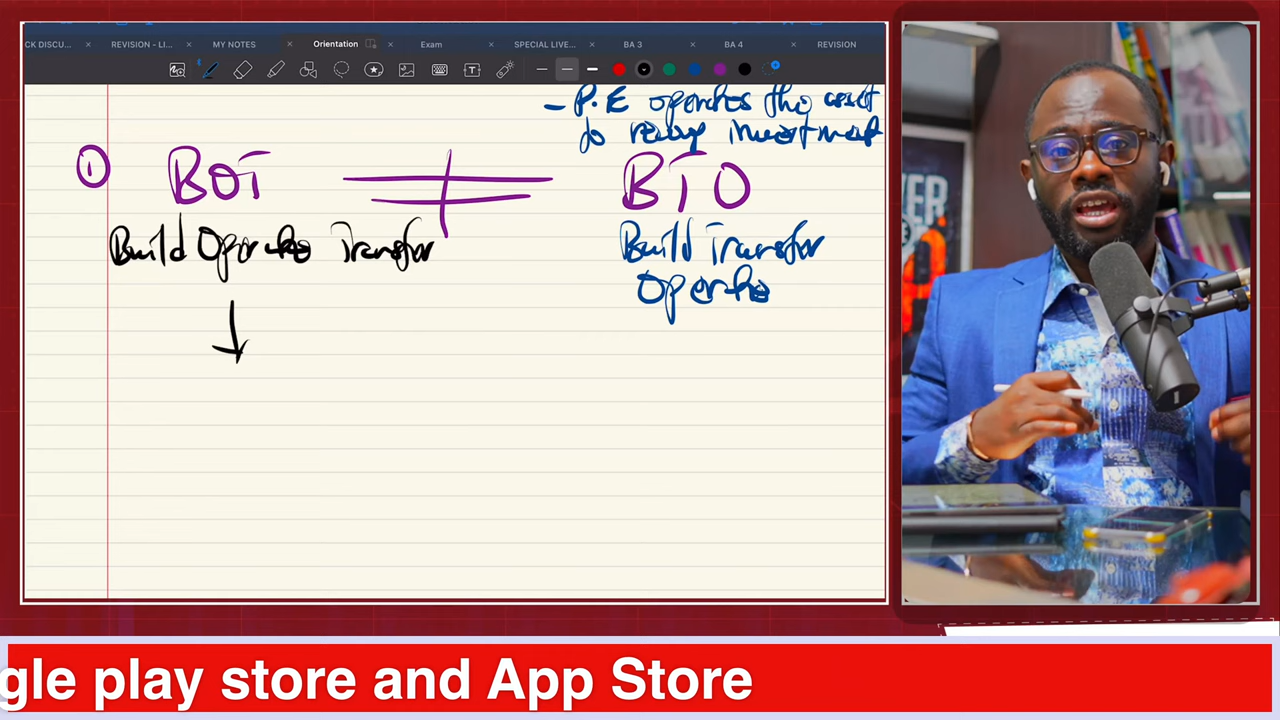 CK DISCU...
REVISION - LI...
MY NOTES
Orientation
Exam
SPECIAL LIVE...
BA 3
BA 4
REVISION
- P.E operates the asset
to investment
① BOT ≠ BTO
Build Operate Transfer
Build Transfer
Operate
gle play store and App Store